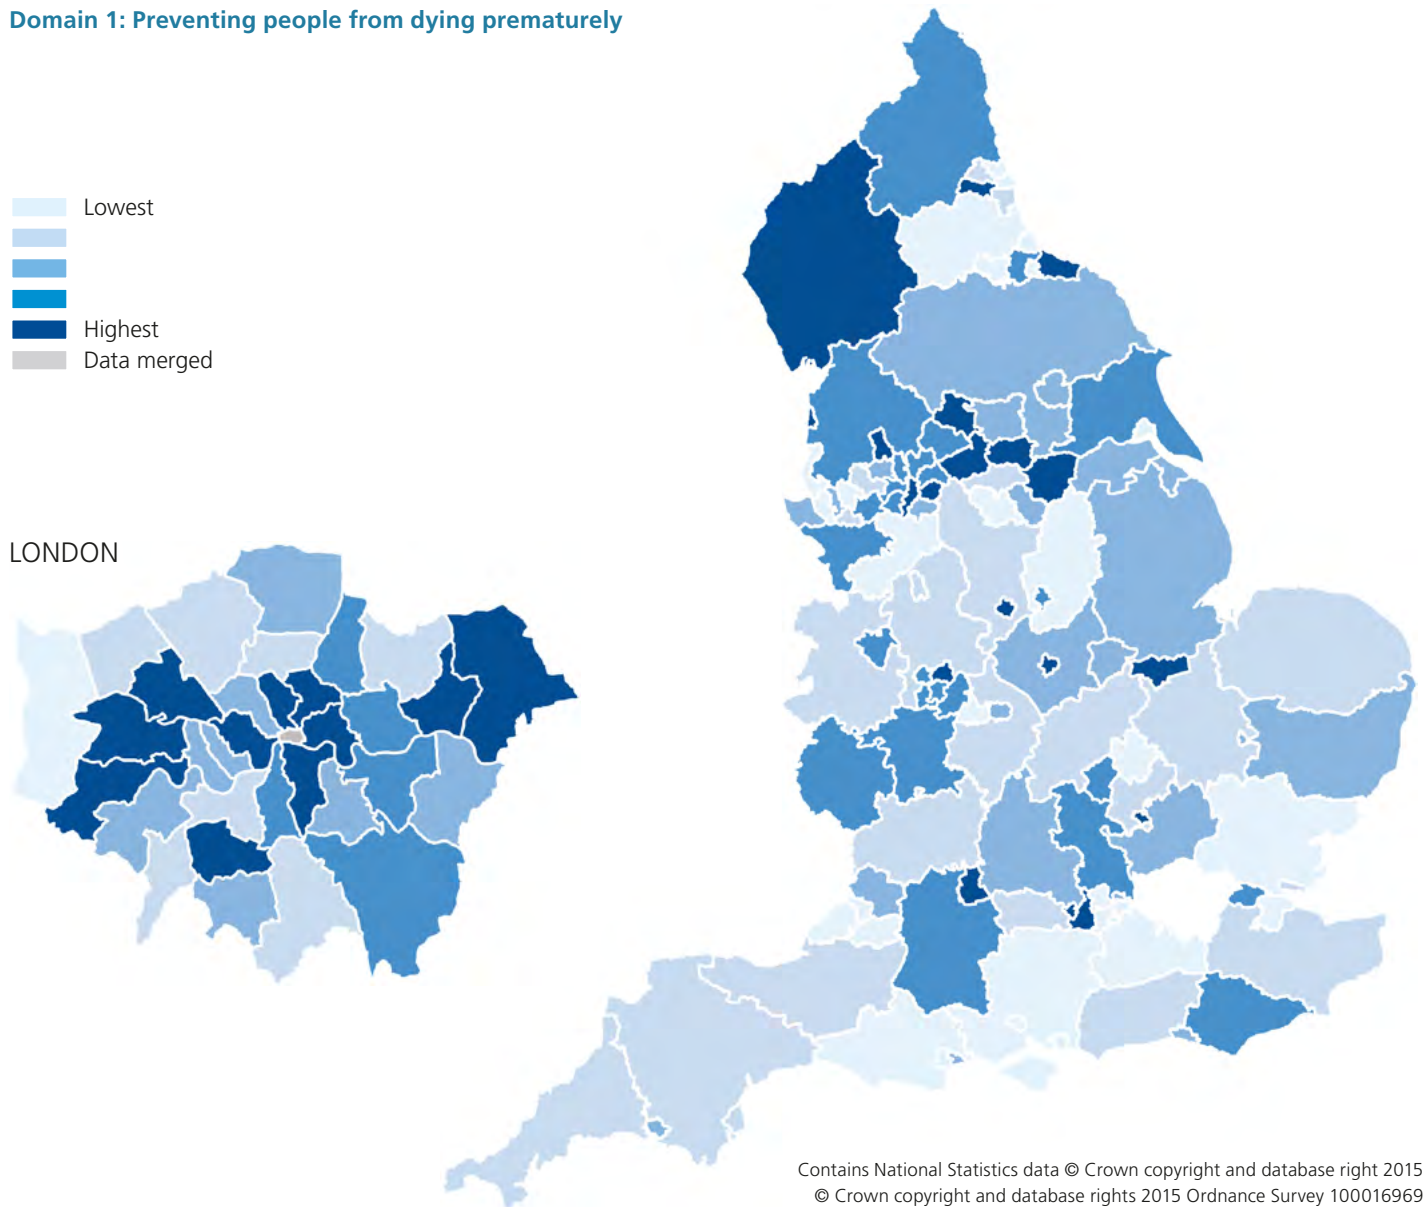 Domain 1: Preventing people from dying prematurely
Lowest
Highest
Data merged
LONDON
Contains National Statistics data © Crown copyright and database right 2015
© Crown copyright and database rights 2015 Ordnance Survey 100016969